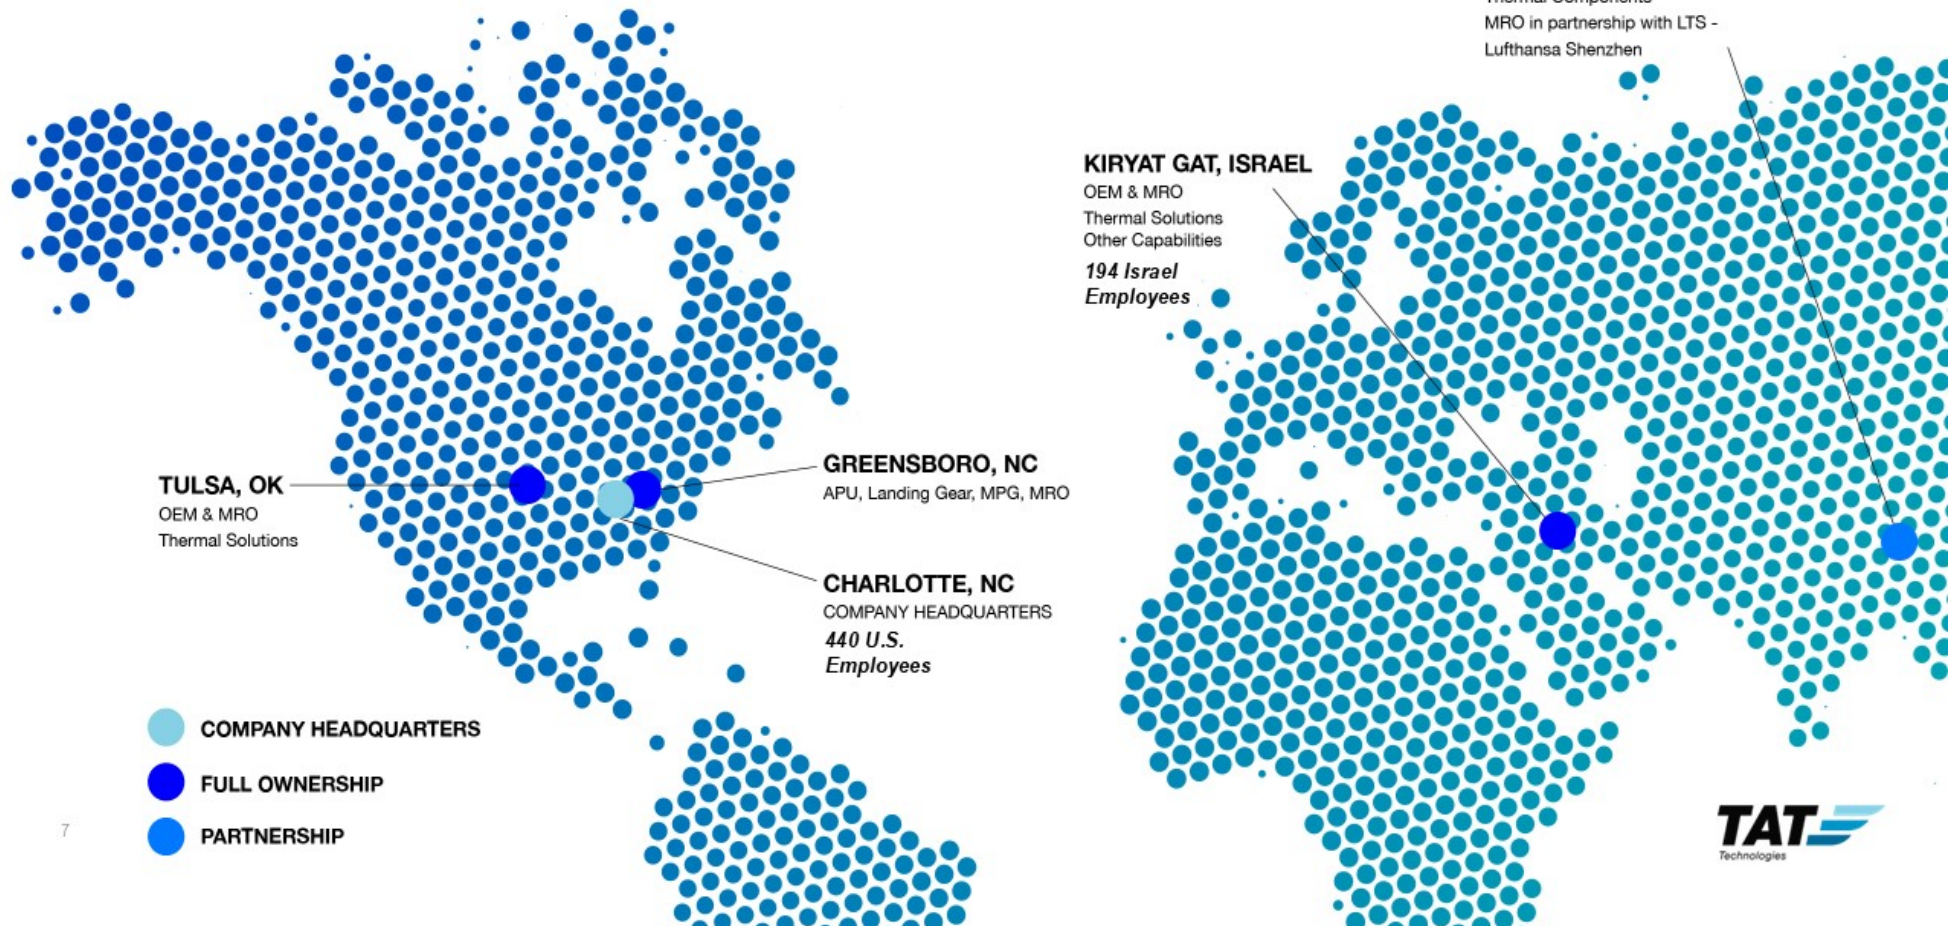 Thermal Components
MRO in partnership with LTS -
Lufthansa Shenzhen
KIRYAT GAT, ISRAEL
OEM & MRO
Thermal Solutions
Other Capabilities
194 Israel
Employees
TULSA, OK
OEM & MRO
Thermal Solutions
GREENSBORO, NC
APU, Landing Gear, MPG, MRO
CHARLOTTE, NC
COMPANY HEADQUARTERS
440 U.S.
Employees
COMPANY HEADQUARTERS
FULL OWNERSHIP
PARTNERSHIP
7
TAT
Technologies